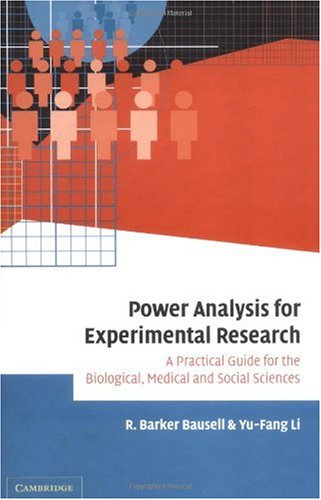 Power Analysis for
Experimental Research
A Practical Guide for the
Biological, Medical and Social Sciences
R. Barker Bausell & Yu-Fang Li
CAMBRIDGE